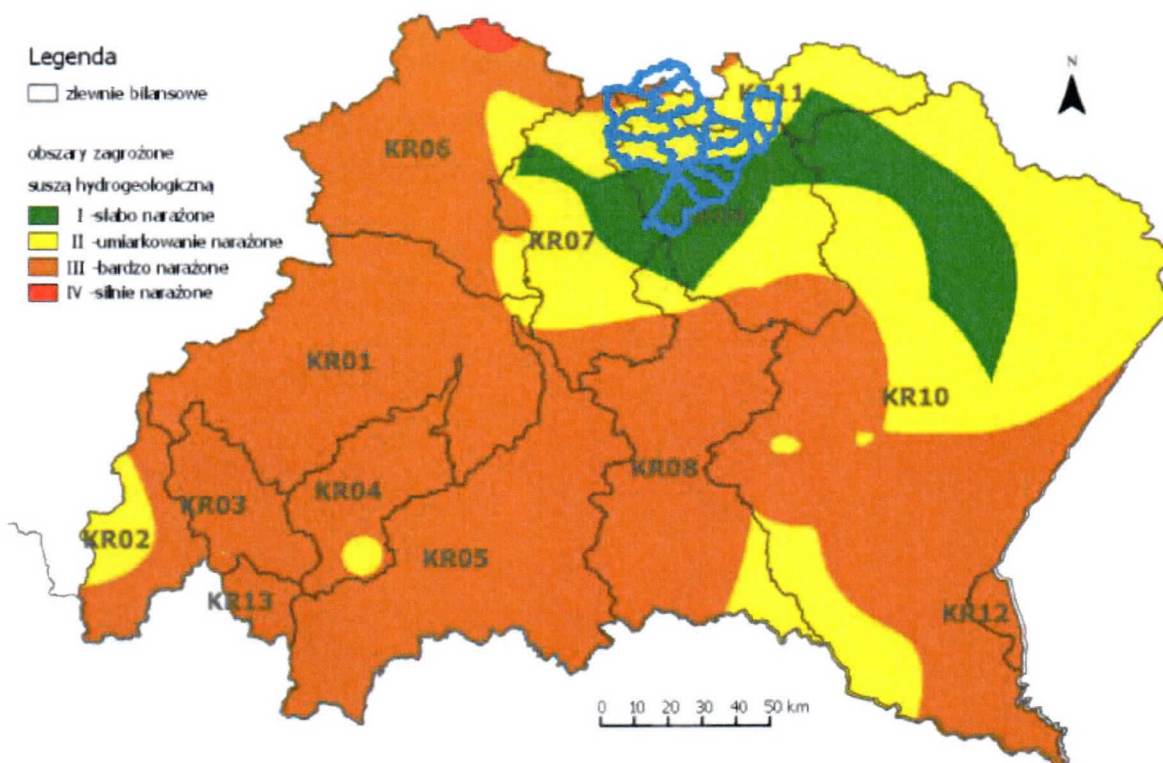 Legenda
zlewnie bilansowe
obszary zagrożone
suszą hydrogeologiczną
I -słabo narażone
II -umiarkowanie narażone
III -bardzo narażone
IV -silnie narażone
N
KR11
KR06
KR07
KR01
KR10
KR08
KR04
KR03
KR02
KR05
KR13
KR12
0 10 20 30 40 50 km